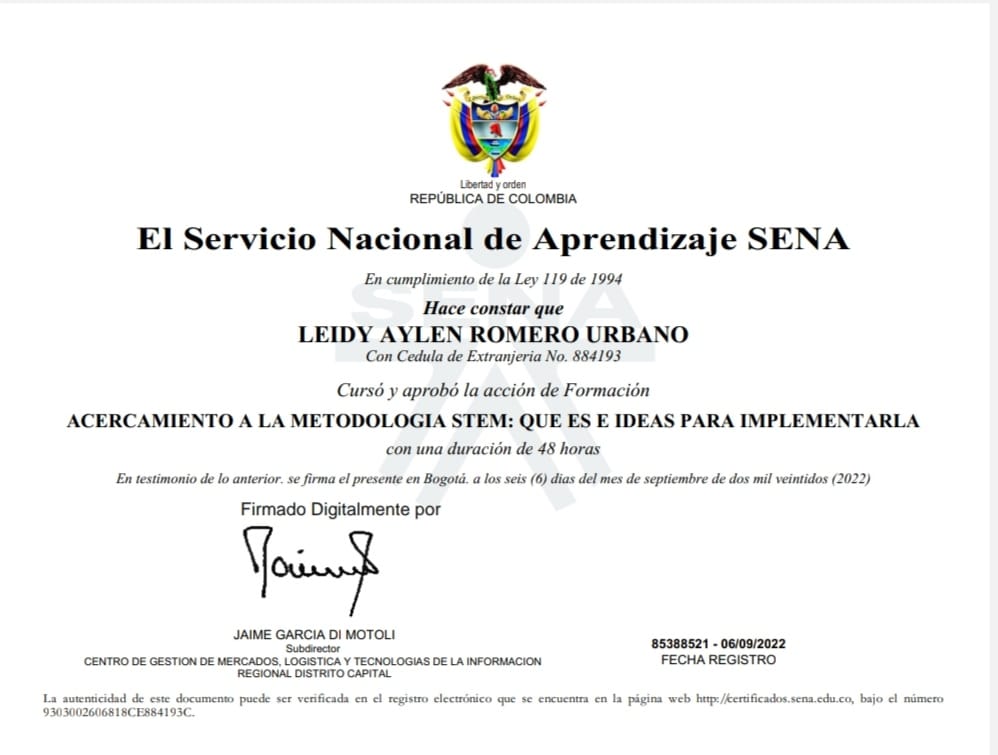 Libertad y orden
REPÚBLICA DE COLOMBIA
El Servicio Nacional de Aprendizaje SENA
En cumplimiento de la Ley 119 de 1994
SENA
Hace constar que
LEIDY AYLEN ROMERO URBANO
Con Cedula de Extranjeria No. 884193
Cursó y aprobó la acción de Formación
ACERCAMIENTO A LA METODOLOGIA STEM: QUE ES E IDEAS PARA IMPLEMENTARLA
con una duración de 48 horas
En testimonio de lo anterior. se firma el presente en Bogotá. a los seis (6) dias del mes de septiembre de dos mil veintidos (2022)
Firmado Digitalmente por
JAIME GARCIA DI MOTOLI
Subdirector
CENTRO DE GESTION DE MERCADOS, LOGISTICA Y TECNOLOGIAS DE LA INFORMACION
REGIONAL DISTRITO CAPITAL
85388521 - 06/09/2022
FECHA REGISTRO
La autenticidad de este documento puede ser verificada en el registro electrónico que se encuentra en la página web http://certificados.sena.edu.co, bajo el número
9303002606818CE884193C.